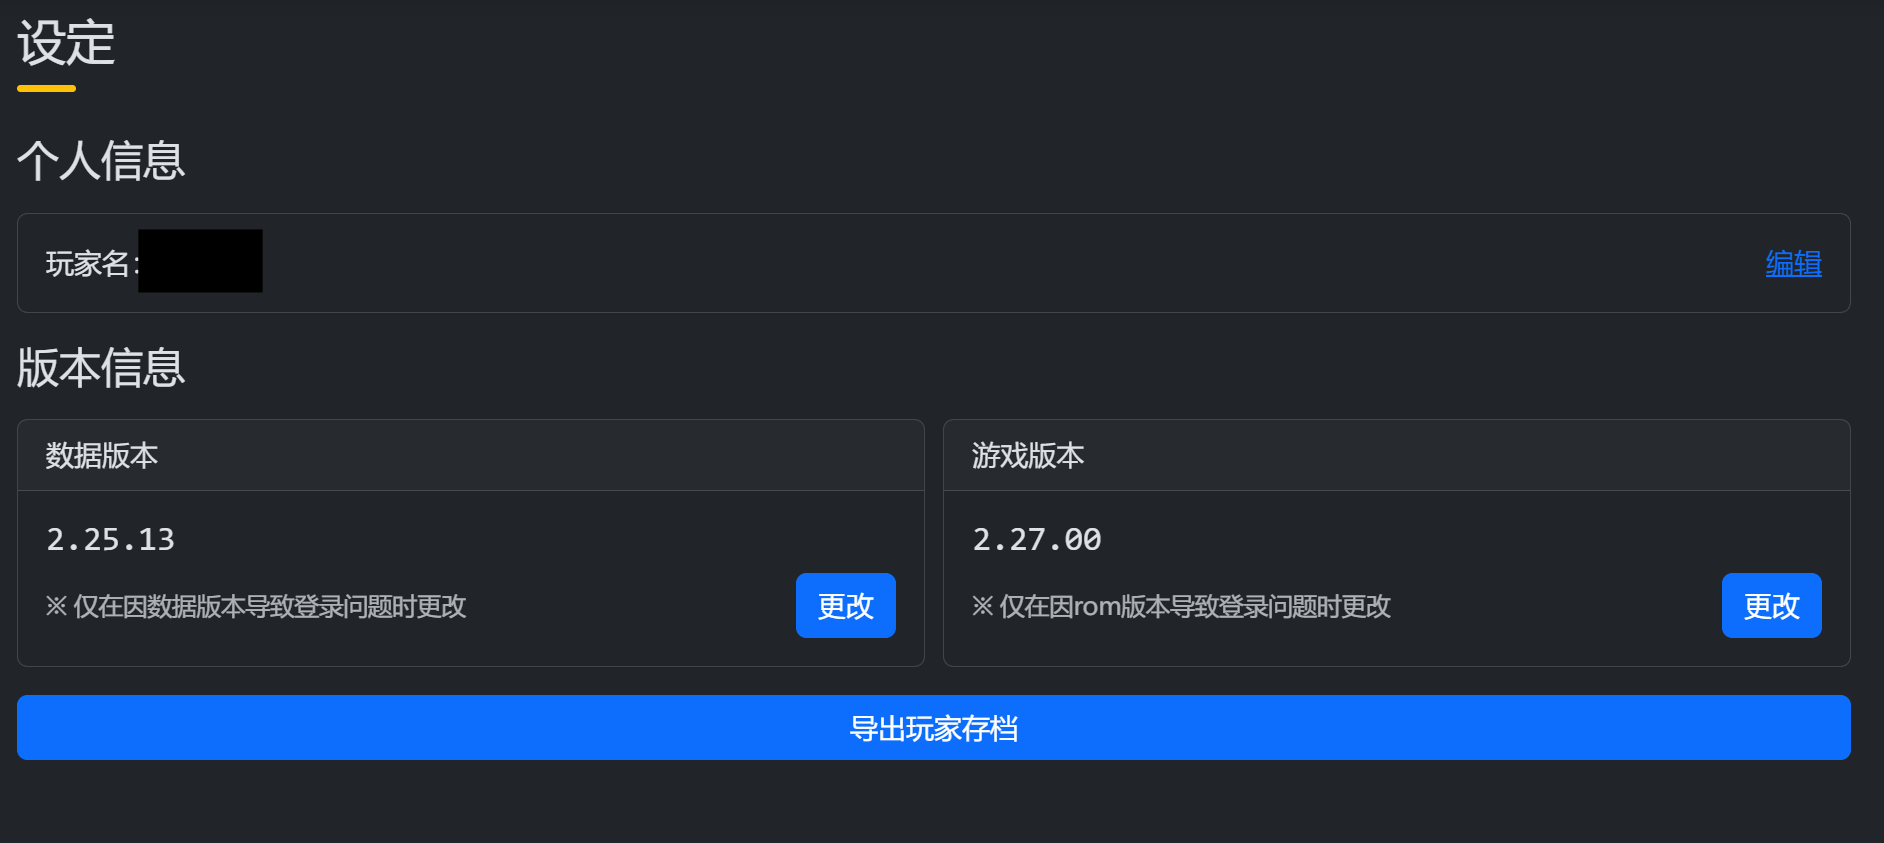 设定
个人信息
玩家名:
编辑
版本信息
数据版本
2.25.13
※ 仅在因数据版本导致登录问题时更改
更改
游戏版本
2.27.00
※ 仅在因rom版本导致登录问题时更改
更改
导出玩家存档